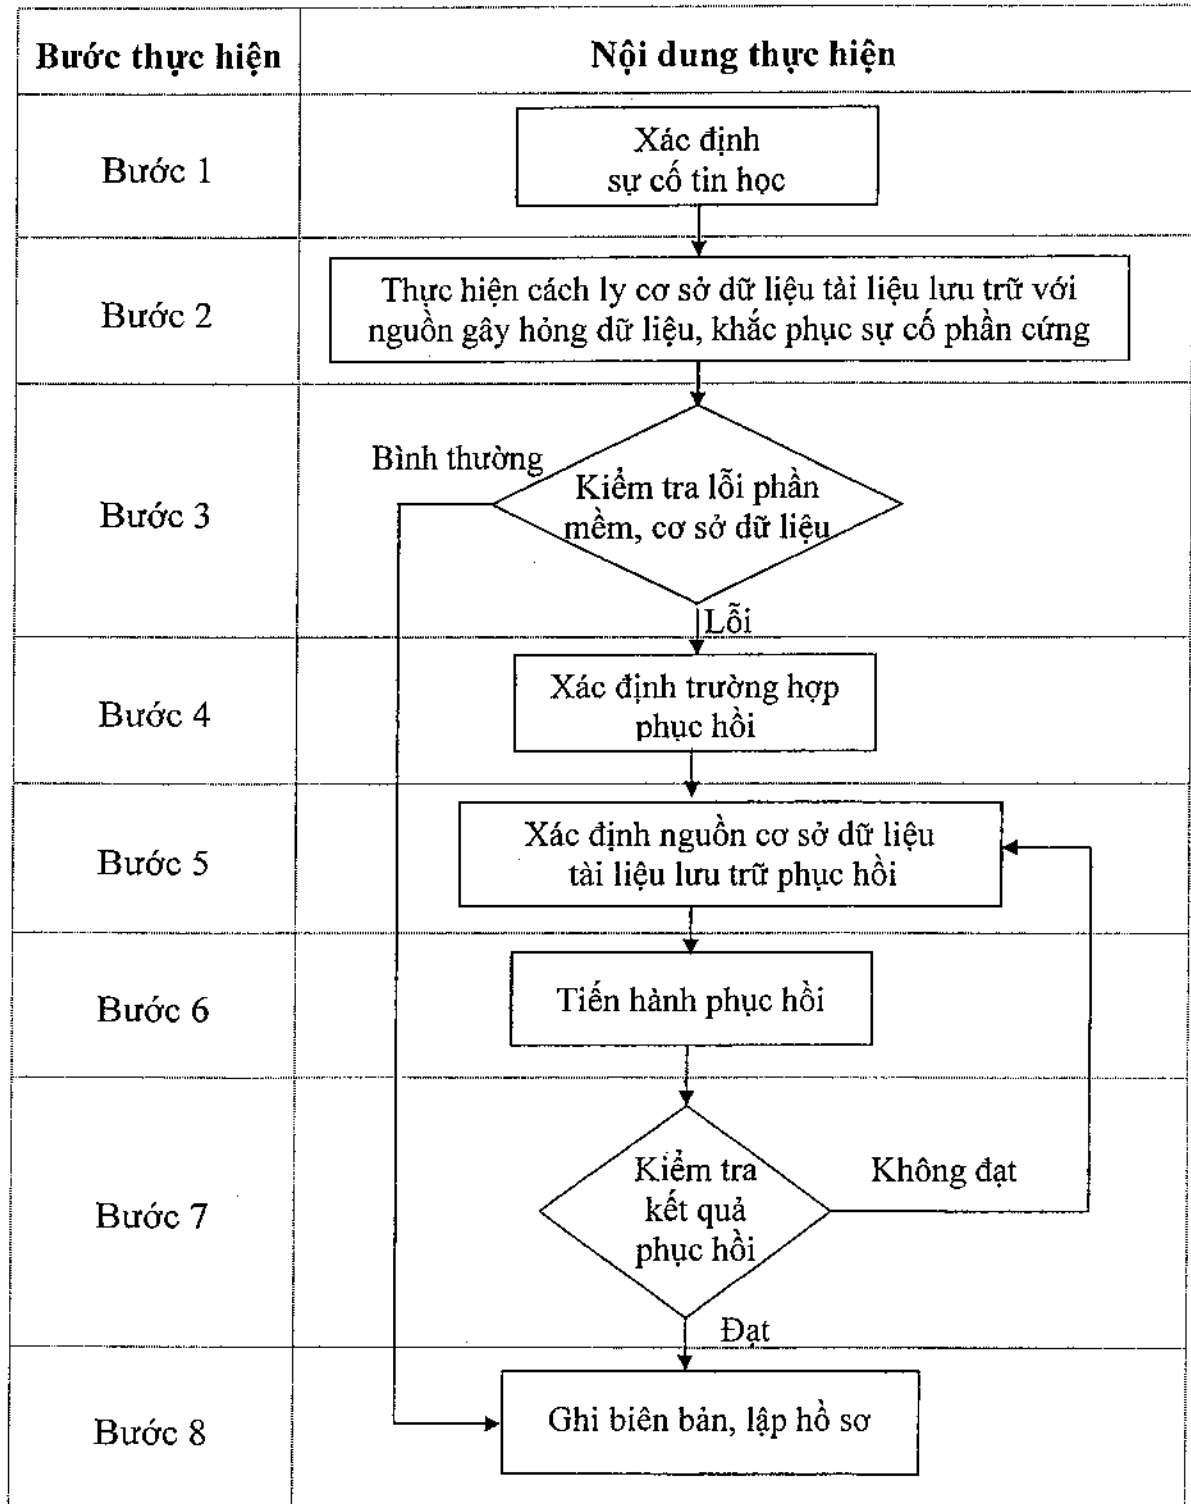 Bước thực hiện
Nội dung thực hiện
Bước 1
Xác định
sự cố tin học
Bước 2
Thực hiện cách ly cơ sở dữ liệu tài liệu lưu trữ với
nguồn gây hỏng dữ liệu, khắc phục sự cố phần cứng
Bước 3
Bình thường
Kiểm tra lỗi phần
mềm, cơ sở dữ liệu
Lỗi
Bước 4
Xác định trường hợp
phục hồi
Bước 5
Xác định nguồn cơ sở dữ liệu
tài liệu lưu trữ phục hồi
Bước 6
Tiến hành phục hồi
Bước 7
Kiểm tra
kết quả
phục hồi
Không đạt
Đạt
Bước 8
Ghi biên bản, lập hồ sơ